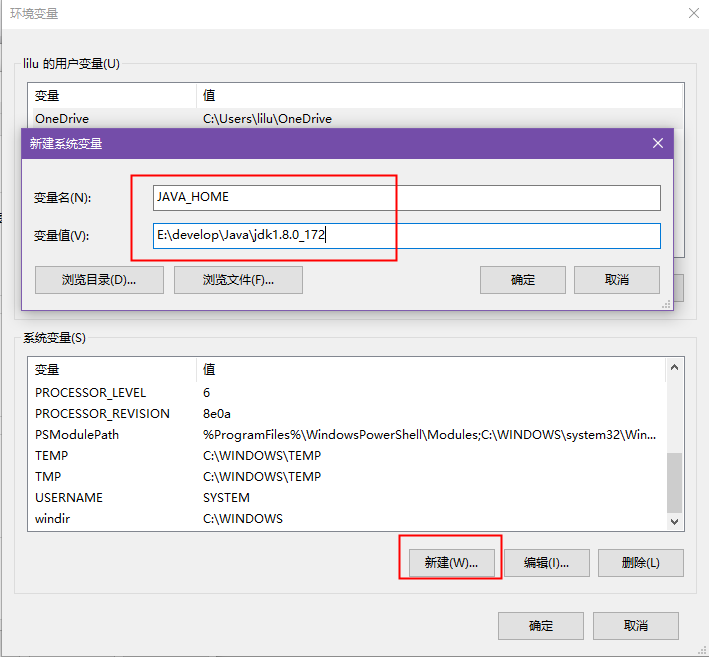 环境变量
lilu 的用户变量(U)
变量 值
OneDrive C:\Users\lilu\OneDrive
新建系统变量
变量名(N): JAVA_HOME
变量值(V): E:\develop\Java\jdk1.8.0_172
浏览目录(D)... 浏览文件(F)... 确定 取消
系统变量(S)
变量 值
PROCESSOR_LEVEL 6
PROCESSOR_REVISION 8e0a
PSModulePath %ProgramFiles%\WindowsPowerShell\Modules;C:\WINDOWS\system32\Win...
TEMP C:\WINDOWS\TEMP
TMP C:\WINDOWS\TEMP
USERNAME SYSTEM
windir C:\WINDOWS
新建(W)... 编辑(I)... 删除(L)
确定 取消